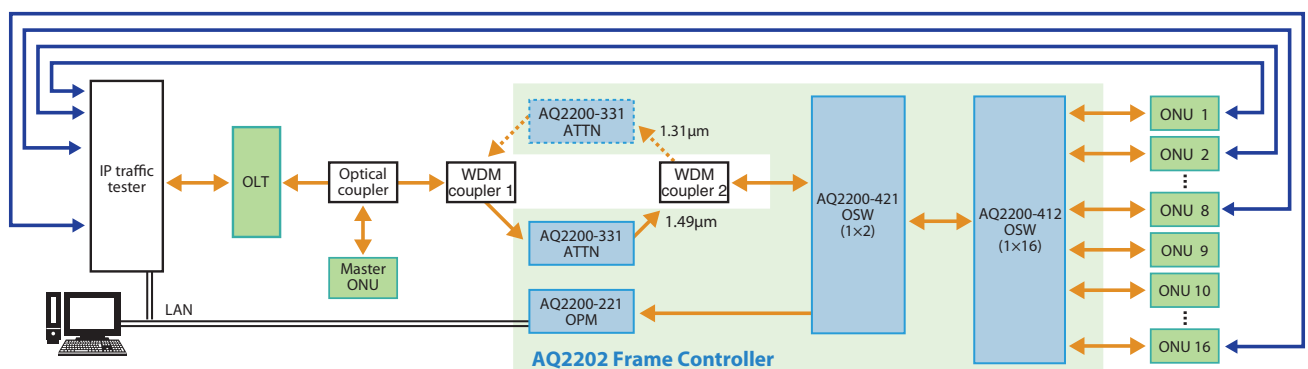 IP traffic
tester
OLT
Optical
coupler
Master
ONU
WDM
coupler 1
AQ2200-331
ATTN
1.31μm
WDM
coupler 2
1.49μm
AQ2200-331
ATTN
AQ2200-221
OPM
AQ2200-421
OSW
(1×2)
AQ2200-412
OSW
(1×16)
ONU 1
ONU 2
ONU 8
ONU 9
ONU 10
ONU 16
LAN
AQ2202 Frame Controller